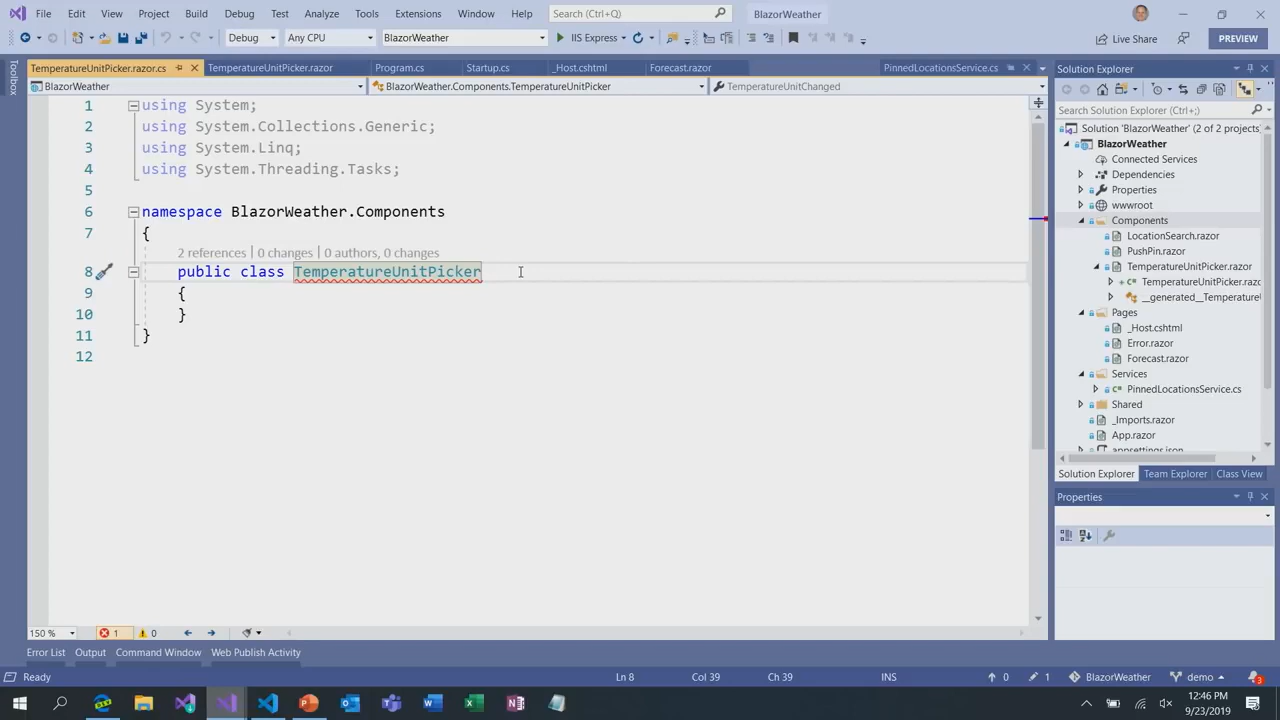 File Edit View Project Build Debug Test Analyze Tools Extensions Window Help Search (Ctrl+Q) BlazorWeather
Debug Any CPU BlazorWeather IIS Express Live Share PREVIEW
Toolbox
TemperatureUnitPicker.razor.cs TemperatureUnitPicker.razor Program.cs Startup.cs _Host.cshtml Forecast.razor PinnedLocationsService.cs
BlazorWeather BlazorWeather.Components.TemperatureUnitPicker TemperatureUnitChanged
1 using System;
2 using System.Collections.Generic;
3 using System.Linq;
4 using System.Threading.Tasks;
5
6 namespace BlazorWeather.Components
7 {
2 references | 0 changes | 0 authors, 0 changes
8 public class TemperatureUnitPicker
9 {
10 }
11 }
12
150 % 1 0
Error List Output Command Window Web Publish Activity
Solution Explorer
Search Solution Explorer (Ctrl+;)
Solution 'BlazorWeather' (2 of 2 projects)
BlazorWeather
Connected Services
Dependencies
Properties
wwwroot
Components
LocationSearch.razor
PushPin.razor
TemperatureUnitPicker.razor
TemperatureUnitPicker.razo
__generated__Temperature
Pages
_Host.cshtml
Error.razor
Forecast.razor
Services
PinnedLocationsService.cs
Shared
_Imports.razor
App.razor
appsettings.json
Solution Explorer Team Explorer Class View
Properties
Ready Ln 8 Col 39 Ch 39 INS 0 1 BlazorWeather demo 3
12:46 PM
9/23/2019